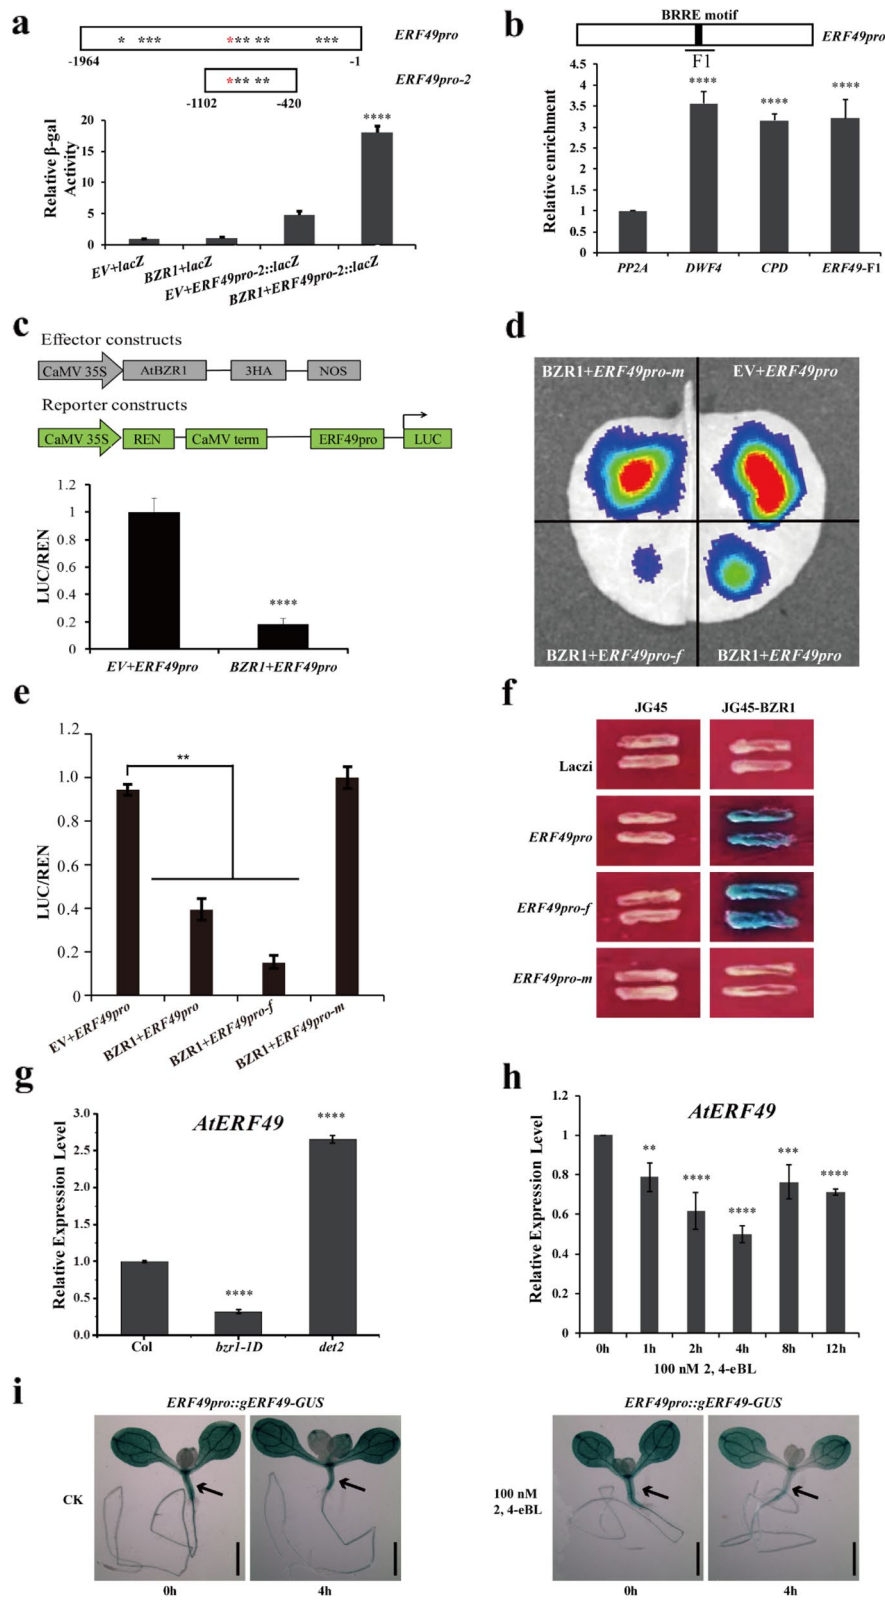 a
* *** *** ** *** ERF49pro
-1964 -1
*** ** ERF49pro-2
-1102 -420
Relative β-gal
Activity
20
15
10
5
0
****
EV+lacZ
BZR1+lacZ
EV+ERF49pro-2::lacZ
BZR1+ERF49pro-2::lacZ
b
BRRE motif
ERF49pro
F1
Relative enrichment
4.5
4
3.5
3
2.5
2
1.5
1
0.5
0
**** **** ****
PP2A DWF4 CPD ERF49-F1
c
Effector constructs
CaMV 35S AtBZR1 3HA NOS
Reporter constructs
CaMV 35S REN CaMV term ERF49pro LUC
LUC/REN
1.2
1
0.8
0.6
0.4
0.2
0
****
EV+ERF49pro BZR1+ERF49pro
d
BZR1+ERF49pro-m EV+ERF49pro
BZR1+ERF49pro-f BZR1+ERF49pro
e
LUC/REN
1.2
1.0
0.8
0.6
0.4
0.2
0
**
EV+ERF49pro
BZR1+ERF49pro
BZR1+ERF49pro-f
BZR1+ERF49pro-m
f
JG45 JG45-BZR1
Laczi
ERF49pro
ERF49pro-f
ERF49pro-m
g
AtERF49
Relative Expression Level
3.0
2.5
2.0
1.5
1.0
0.5
0.0
****
****
Col bzr1-1D det2
h
AtERF49
Relative Expression Level
1.2
1
0.8
0.6
0.4
0.2
0
** **** **** *** ****
0h 1h 2h 4h 8h 12h
100 nM 2, 4-eBL
i
ERF49pro::gERF49-GUS
CK
0h 4h
ERF49pro::gERF49-GUS
100 nM
2, 4-eBL
0h 4h